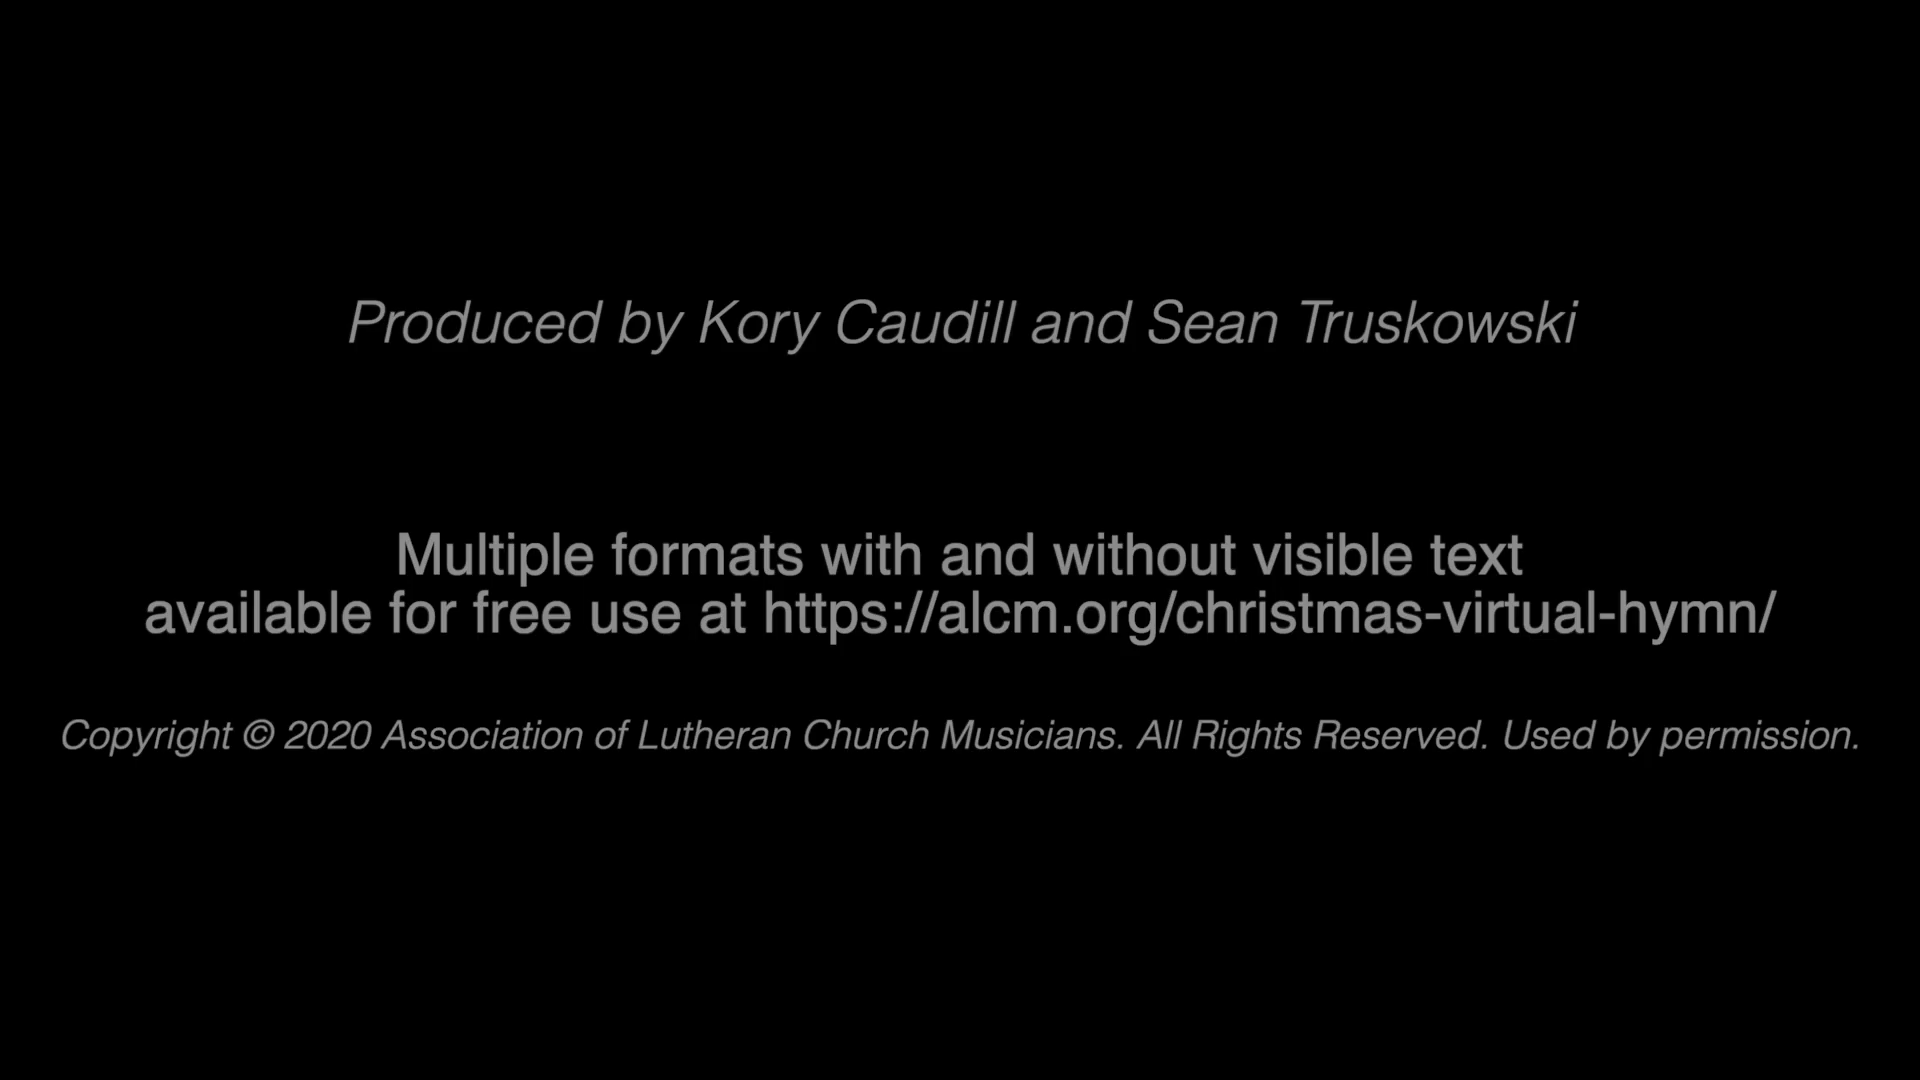 Produced by Kory Caudill and Sean Truskowski
Multiple formats with and without visible text
available for free use at https://alcm.org/christmas-virtual-hymn/
Copyright © 2020 Association of Lutheran Church Musicians. All Rights Reserved. Used by permission.